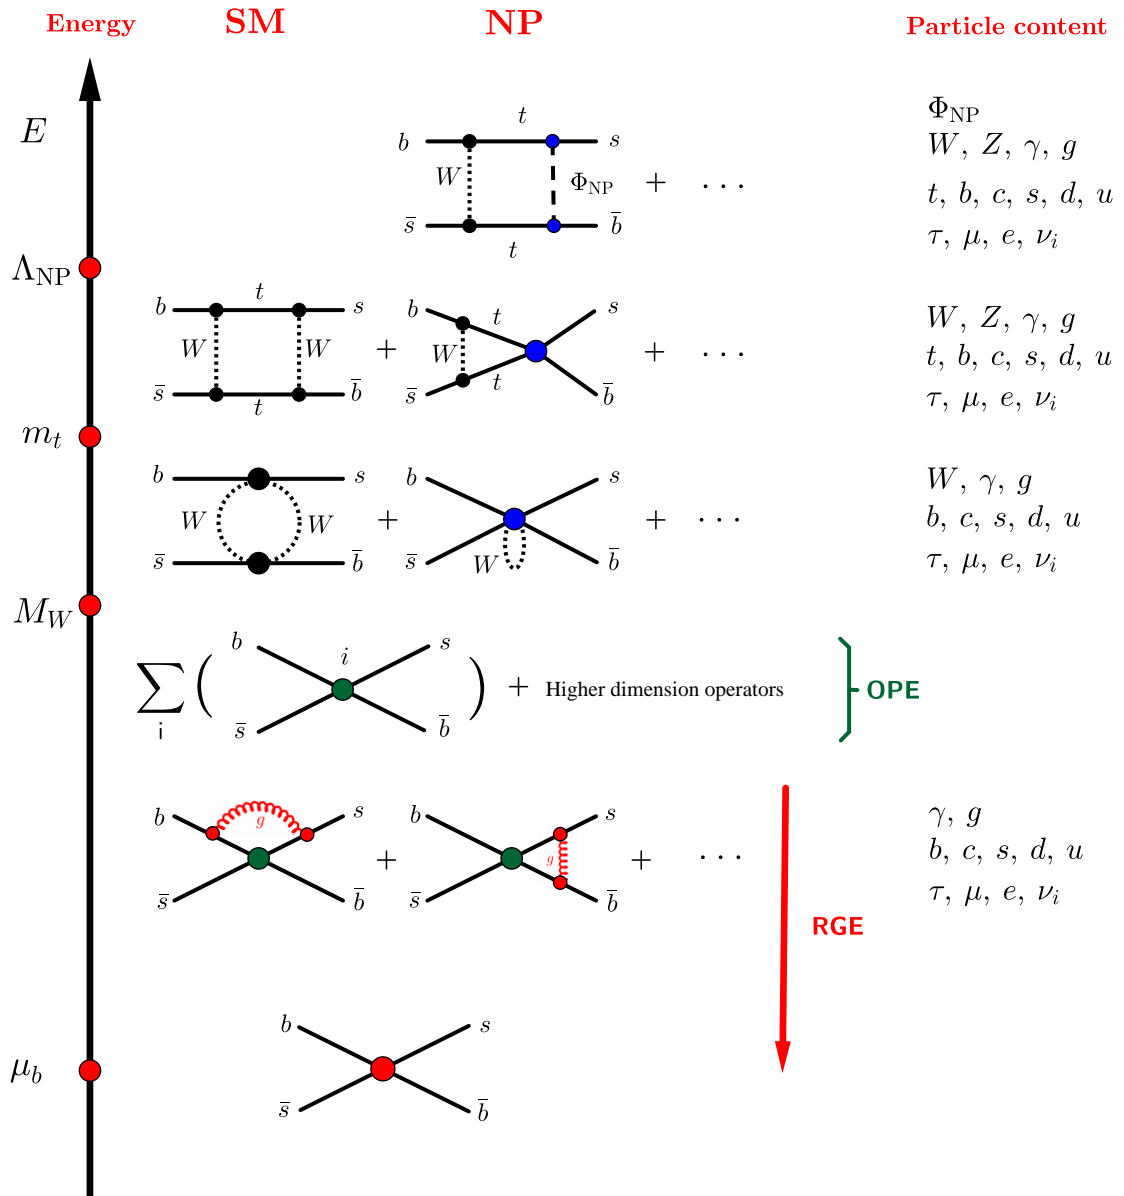 Energy SM NP Particle content
E
b t s
W Φ_NP + · · ·
s̅ t b̅
Φ_NP
W, Z, γ, g
t, b, c, s, d, u
τ, μ, e, ν_i
Λ_NP
b t s
W W
s̅ t b̅
+
b t s
W
s̅ t b̅
+ · · ·
W, Z, γ, g
t, b, c, s, d, u
τ, μ, e, ν_i
m_t
b s
W W
s̅ b̅
+
b s
s̅ W b̅
+ · · ·
W, γ, g
b, c, s, d, u
τ, μ, e, ν_i
M_W
b i s
∑ ( ) + Higher dimension operators } OPE
i s̅ b̅
b g s
s̅ b̅
+
b s
g
s̅ b̅
+ · · ·
γ, g
b, c, s, d, u
τ, μ, e, ν_i
RGE
μ_b
b s
s̅ b̅